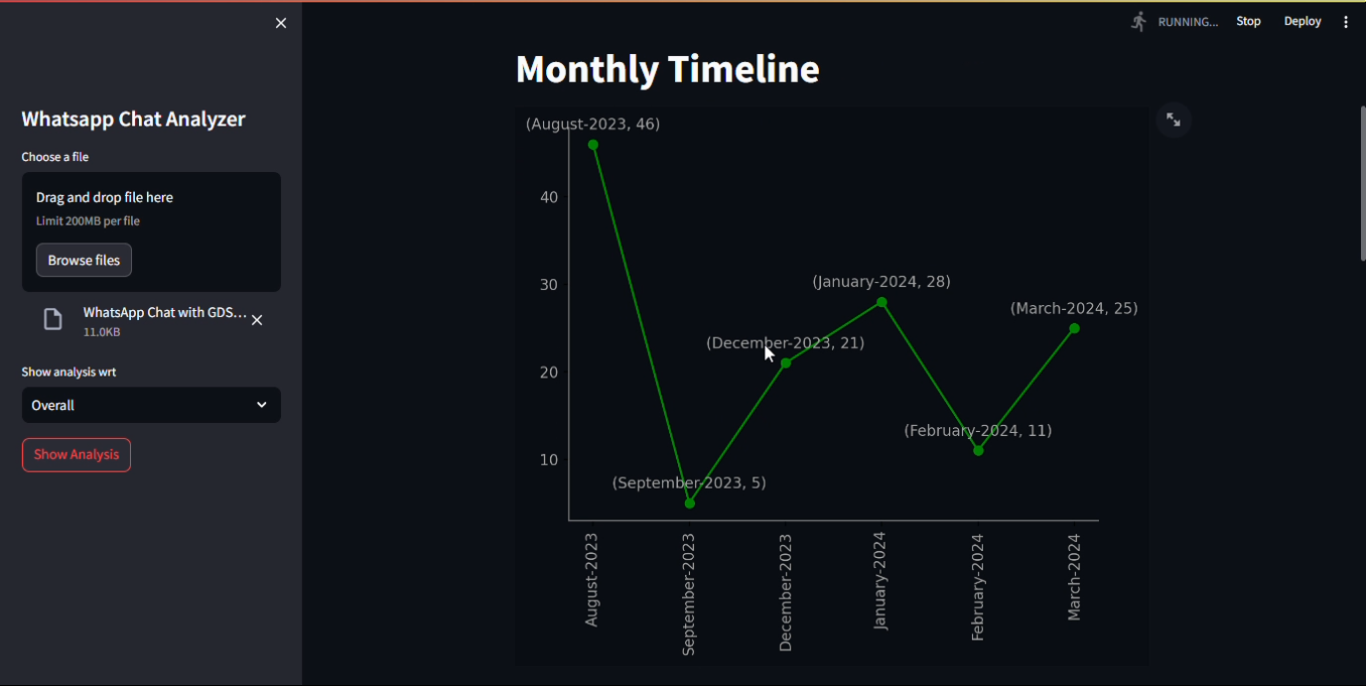 RUNNING...
Stop
Deploy
Whatsapp Chat Analyzer
Choose a file
Drag and drop file here
Limit 200MB per file
Browse files
WhatsApp Chat with GDS...
11.0KB
Show analysis wrt
Overall
Show Analysis
Monthly Timeline
(August-2023, 46)
(January-2024, 28)
(March-2024, 25)
(December-2023, 21)
(February-2024, 11)
(September-2023, 5)
40
30
20
10
August-2023
September-2023
December-2023
January-2024
February-2024
March-2024